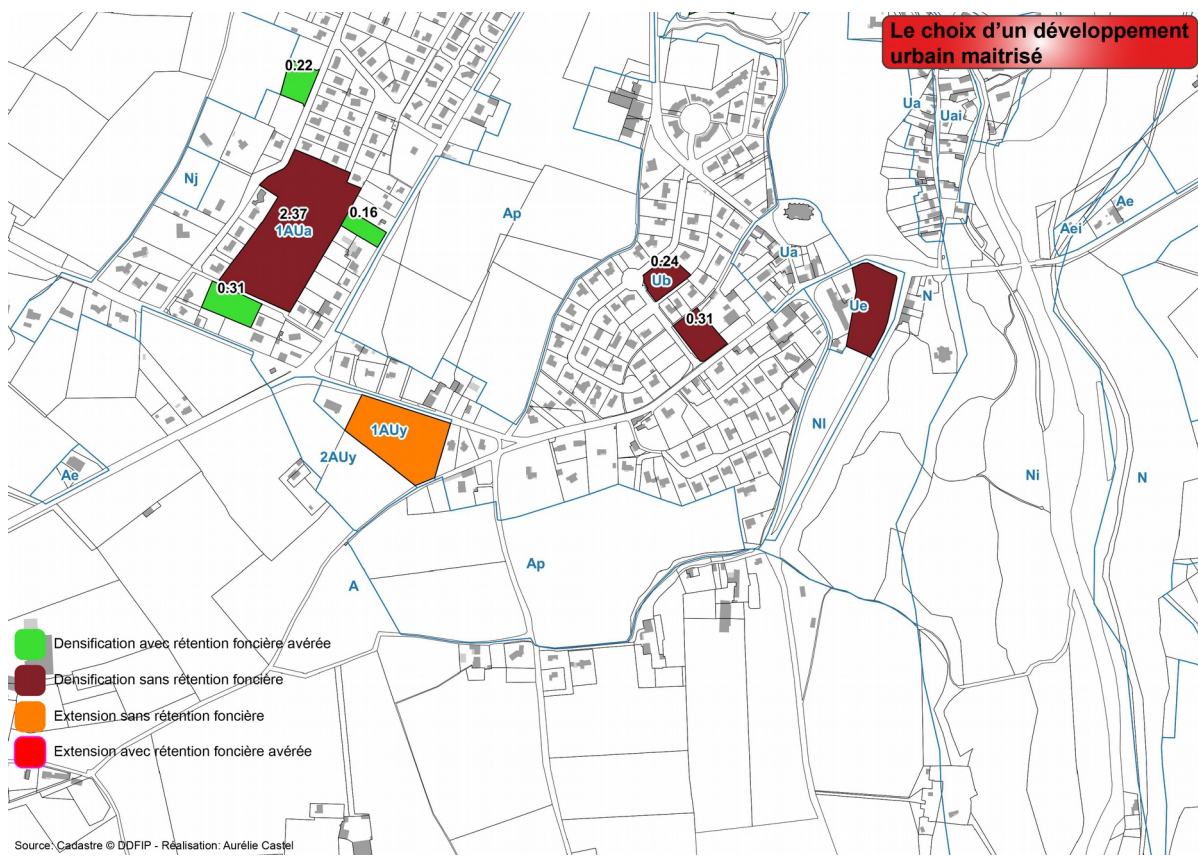 Le choix d'un développement
urbain maitrisé
0.22
Ua
Uai
Nj
Ap
0.16
2.37
1AUa
Ae
Aei
Ua
0.24
Ub
0.31
Ue
N
0.31
1AUy
2AUy
Nl
Ae
Ni
N
Ap
A
Densification avec rétention foncière avérée
Densification sans rétention foncière
Extension sans rétention foncière
Extension avec rétention foncière avérée
Source: Cadastre © DDFIP - Réalisation: Aurélie Castel